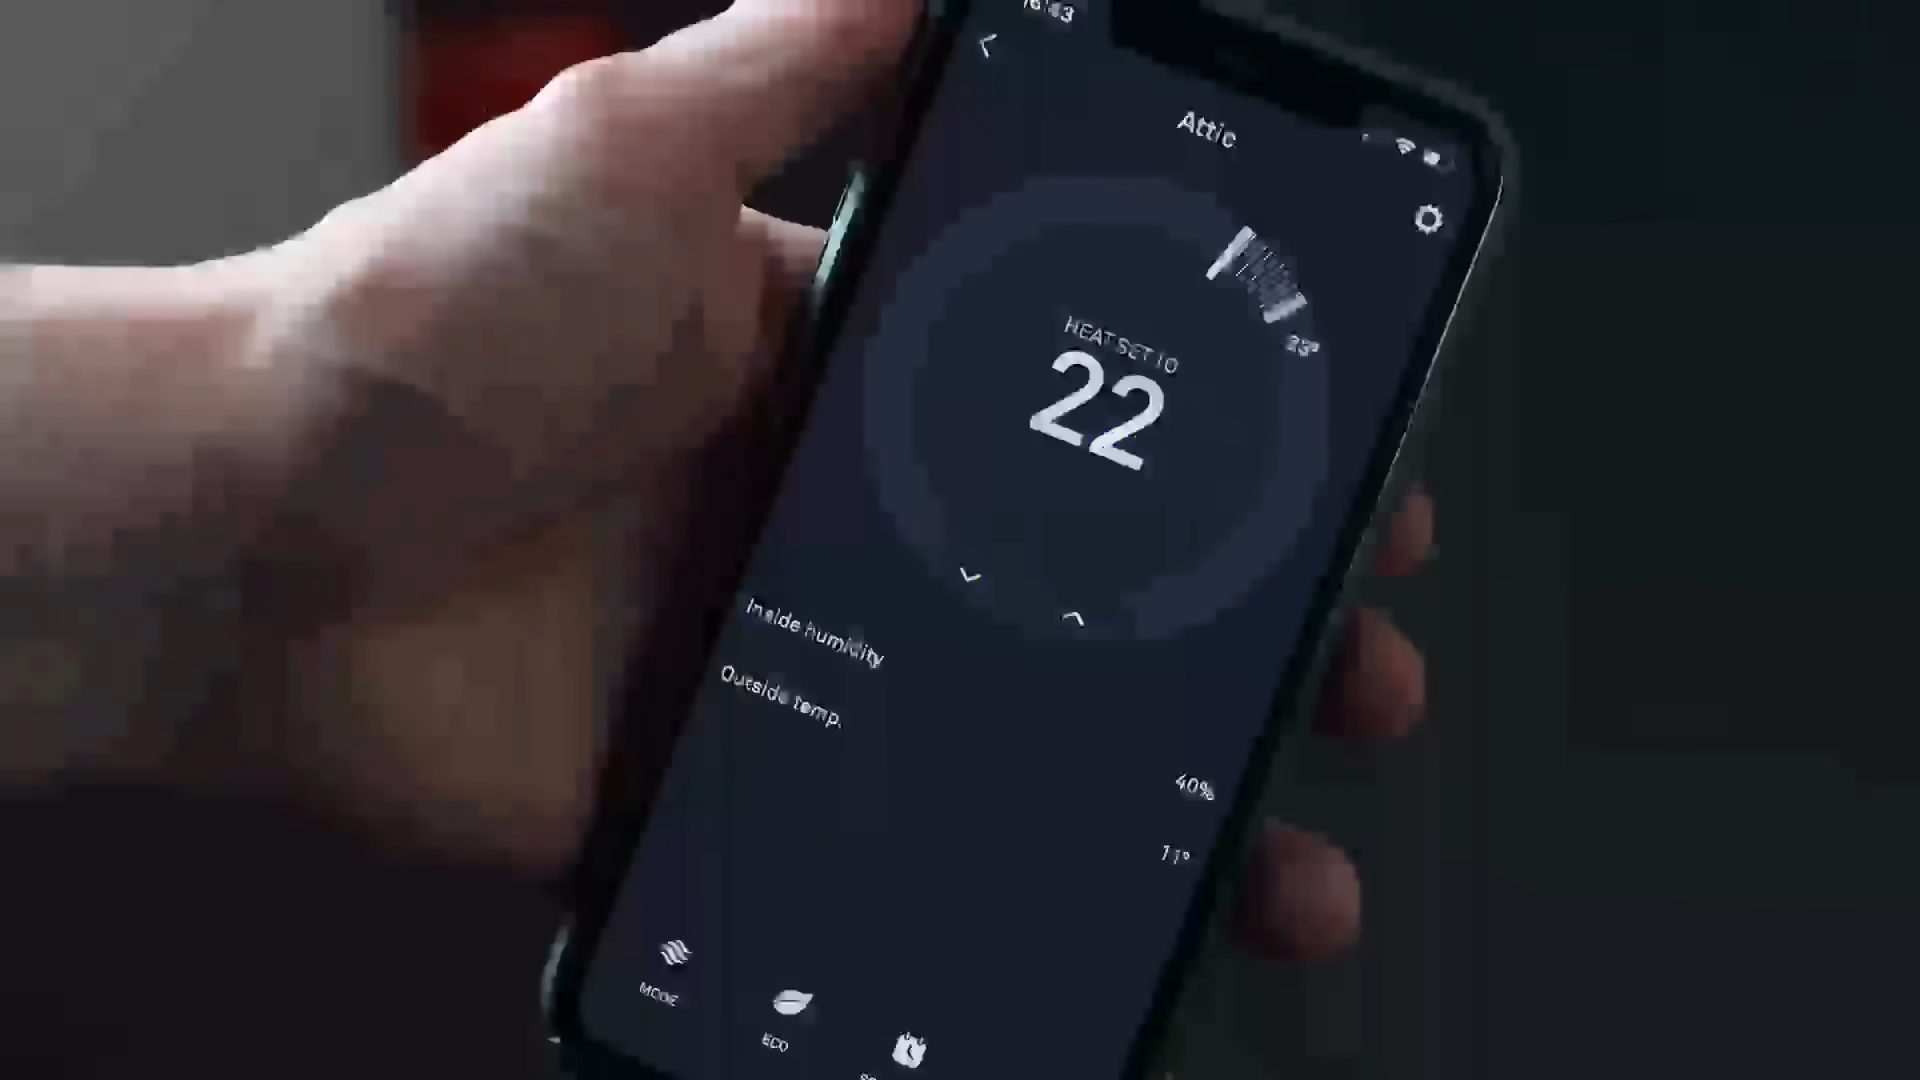 Attic
23°
HEAT SET TO
22
Inside humidity
40%
Outside temp.
11°
MODE
ECO